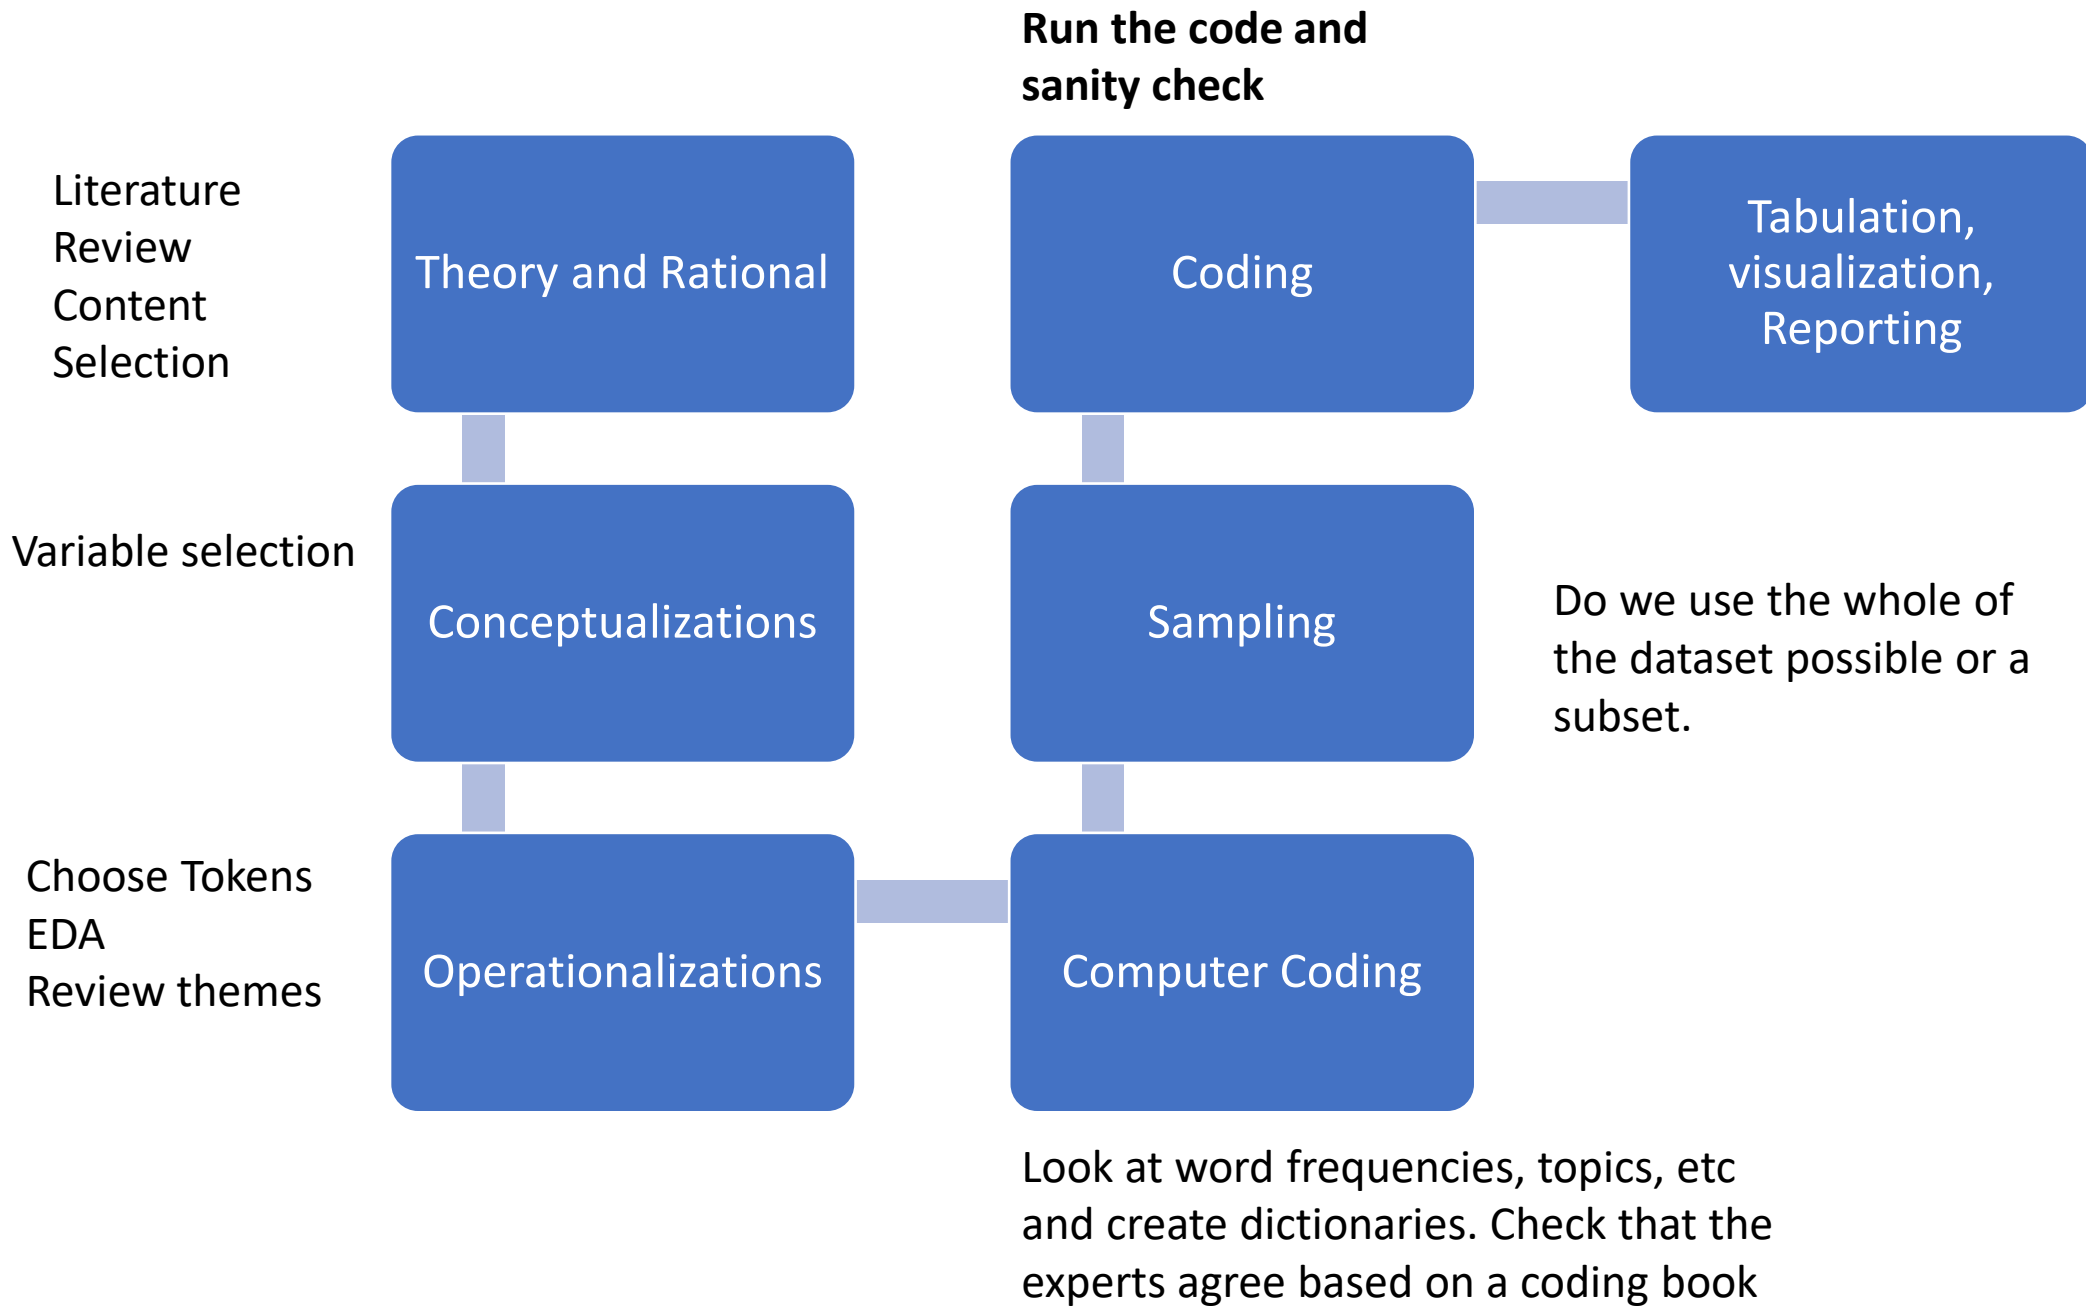 Run the code and
sanity check
Literature
Review
Content
Selection
Theory and Rational
Coding
Tabulation,
visualization,
Reporting
Variable selection
Conceptualizations
Sampling
Do we use the whole of
the dataset possible or a
subset.
Choose Tokens
EDA
Review themes
Operationalizations
Computer Coding
Look at word frequencies, topics, etc
and create dictionaries. Check that the
experts agree based on a coding book